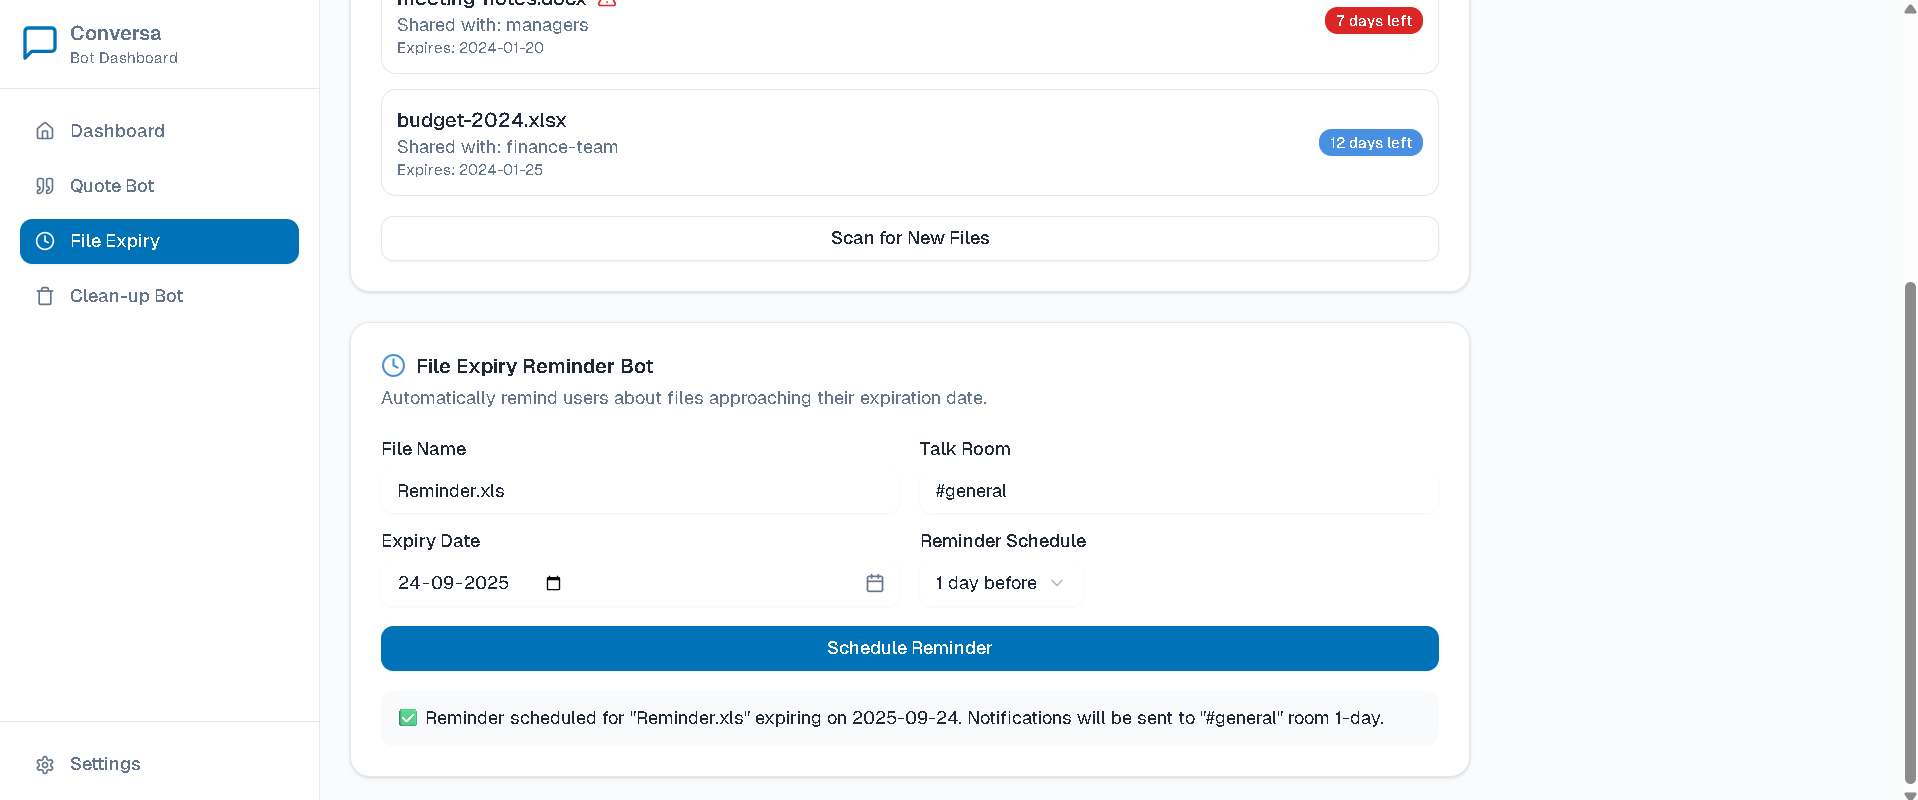 Conversa
Bot Dashboard
Dashboard
Quote Bot
File Expiry
Clean-up Bot
Settings
meeting-notes.docx
Shared with: managers
Expires: 2024-01-20
7 days left
budget-2024.xlsx
Shared with: finance-team
Expires: 2024-01-25
12 days left
Scan for New Files
File Expiry Reminder Bot
Automatically remind users about files approaching their expiration date.
File Name
Talk Room
Reminder.xls
#general
Expiry Date
Reminder Schedule
24-09-2025
1 day before
Schedule Reminder
✅ Reminder scheduled for "Reminder.xls" expiring on 2025-09-24. Notifications will be sent to "#general" room 1-day.